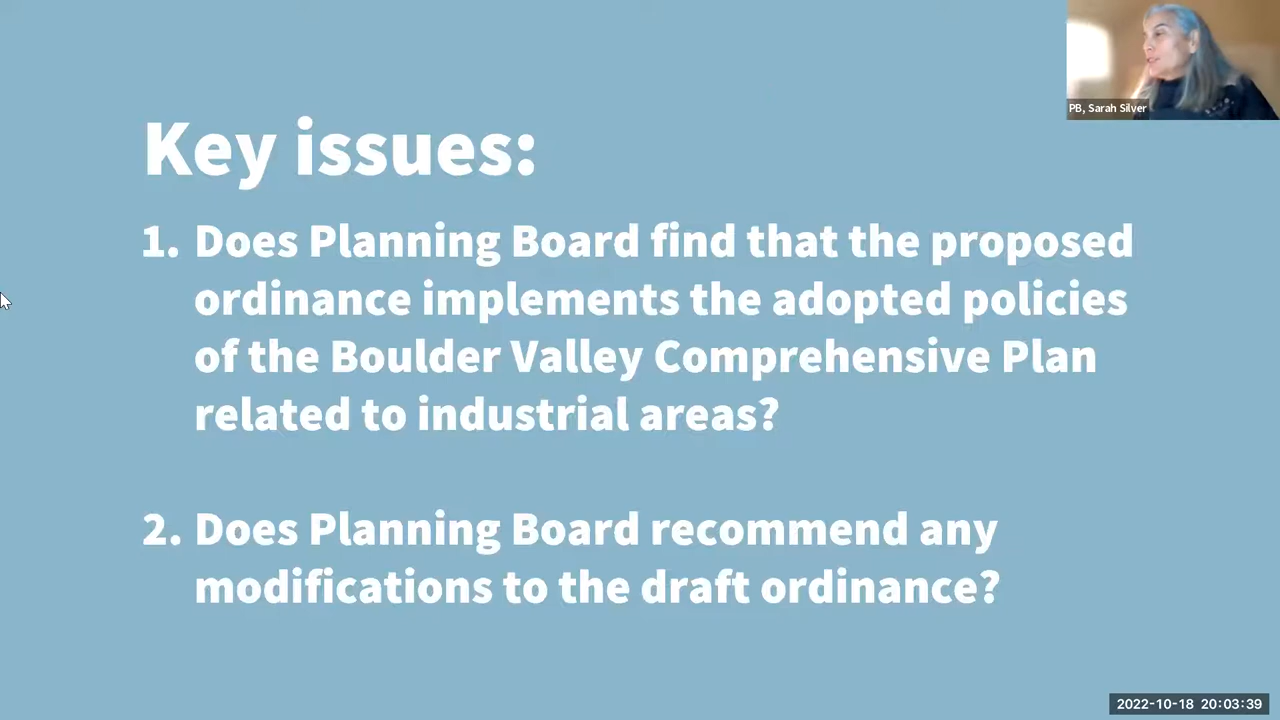 PB, Sarah Silver
Key issues:
1. Does Planning Board find that the proposed
ordinance implements the adopted policies
of the Boulder Valley Comprehensive Plan
related to industrial areas?
2. Does Planning Board recommend any
modifications to the draft ordinance?
2022-10-18 20:03:39